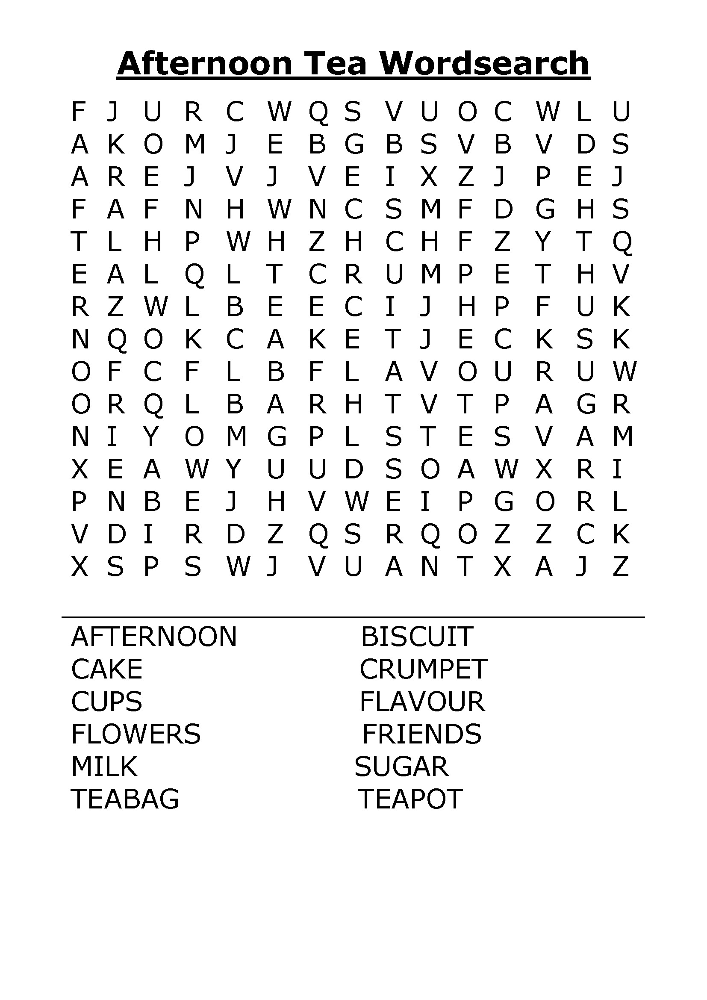 Afternoon Tea Wordsearch
F J U R C W Q S V U O C W L U
A K O M J E B G B S V B V D S
A R E J V J V E I X Z J P E J
F A F N H W N C S M F D G H S
T L H P W H Z H C H F Z Y T Q
E A L Q L T C R U M P E T H V
R Z W L B E E C I J H P F U K
N Q O K C A K E T J E C K S K
O F C F L B F L A V O U R U W
O R Q L B A R H T V T P A G R
N I Y O M G P L S T E S V A M
X E A W Y U U D S O A W X R I
P N B E J H V W E I P G O R L
V D I R D Z Q S R Q O Z Z C K
X S P S W J V U A N T X A J Z
AFTERNOON BISCUIT
CAKE CRUMPET
CUPS FLAVOUR
FLOWERS FRIENDS
MILK SUGAR
TEABAG TEAPOT